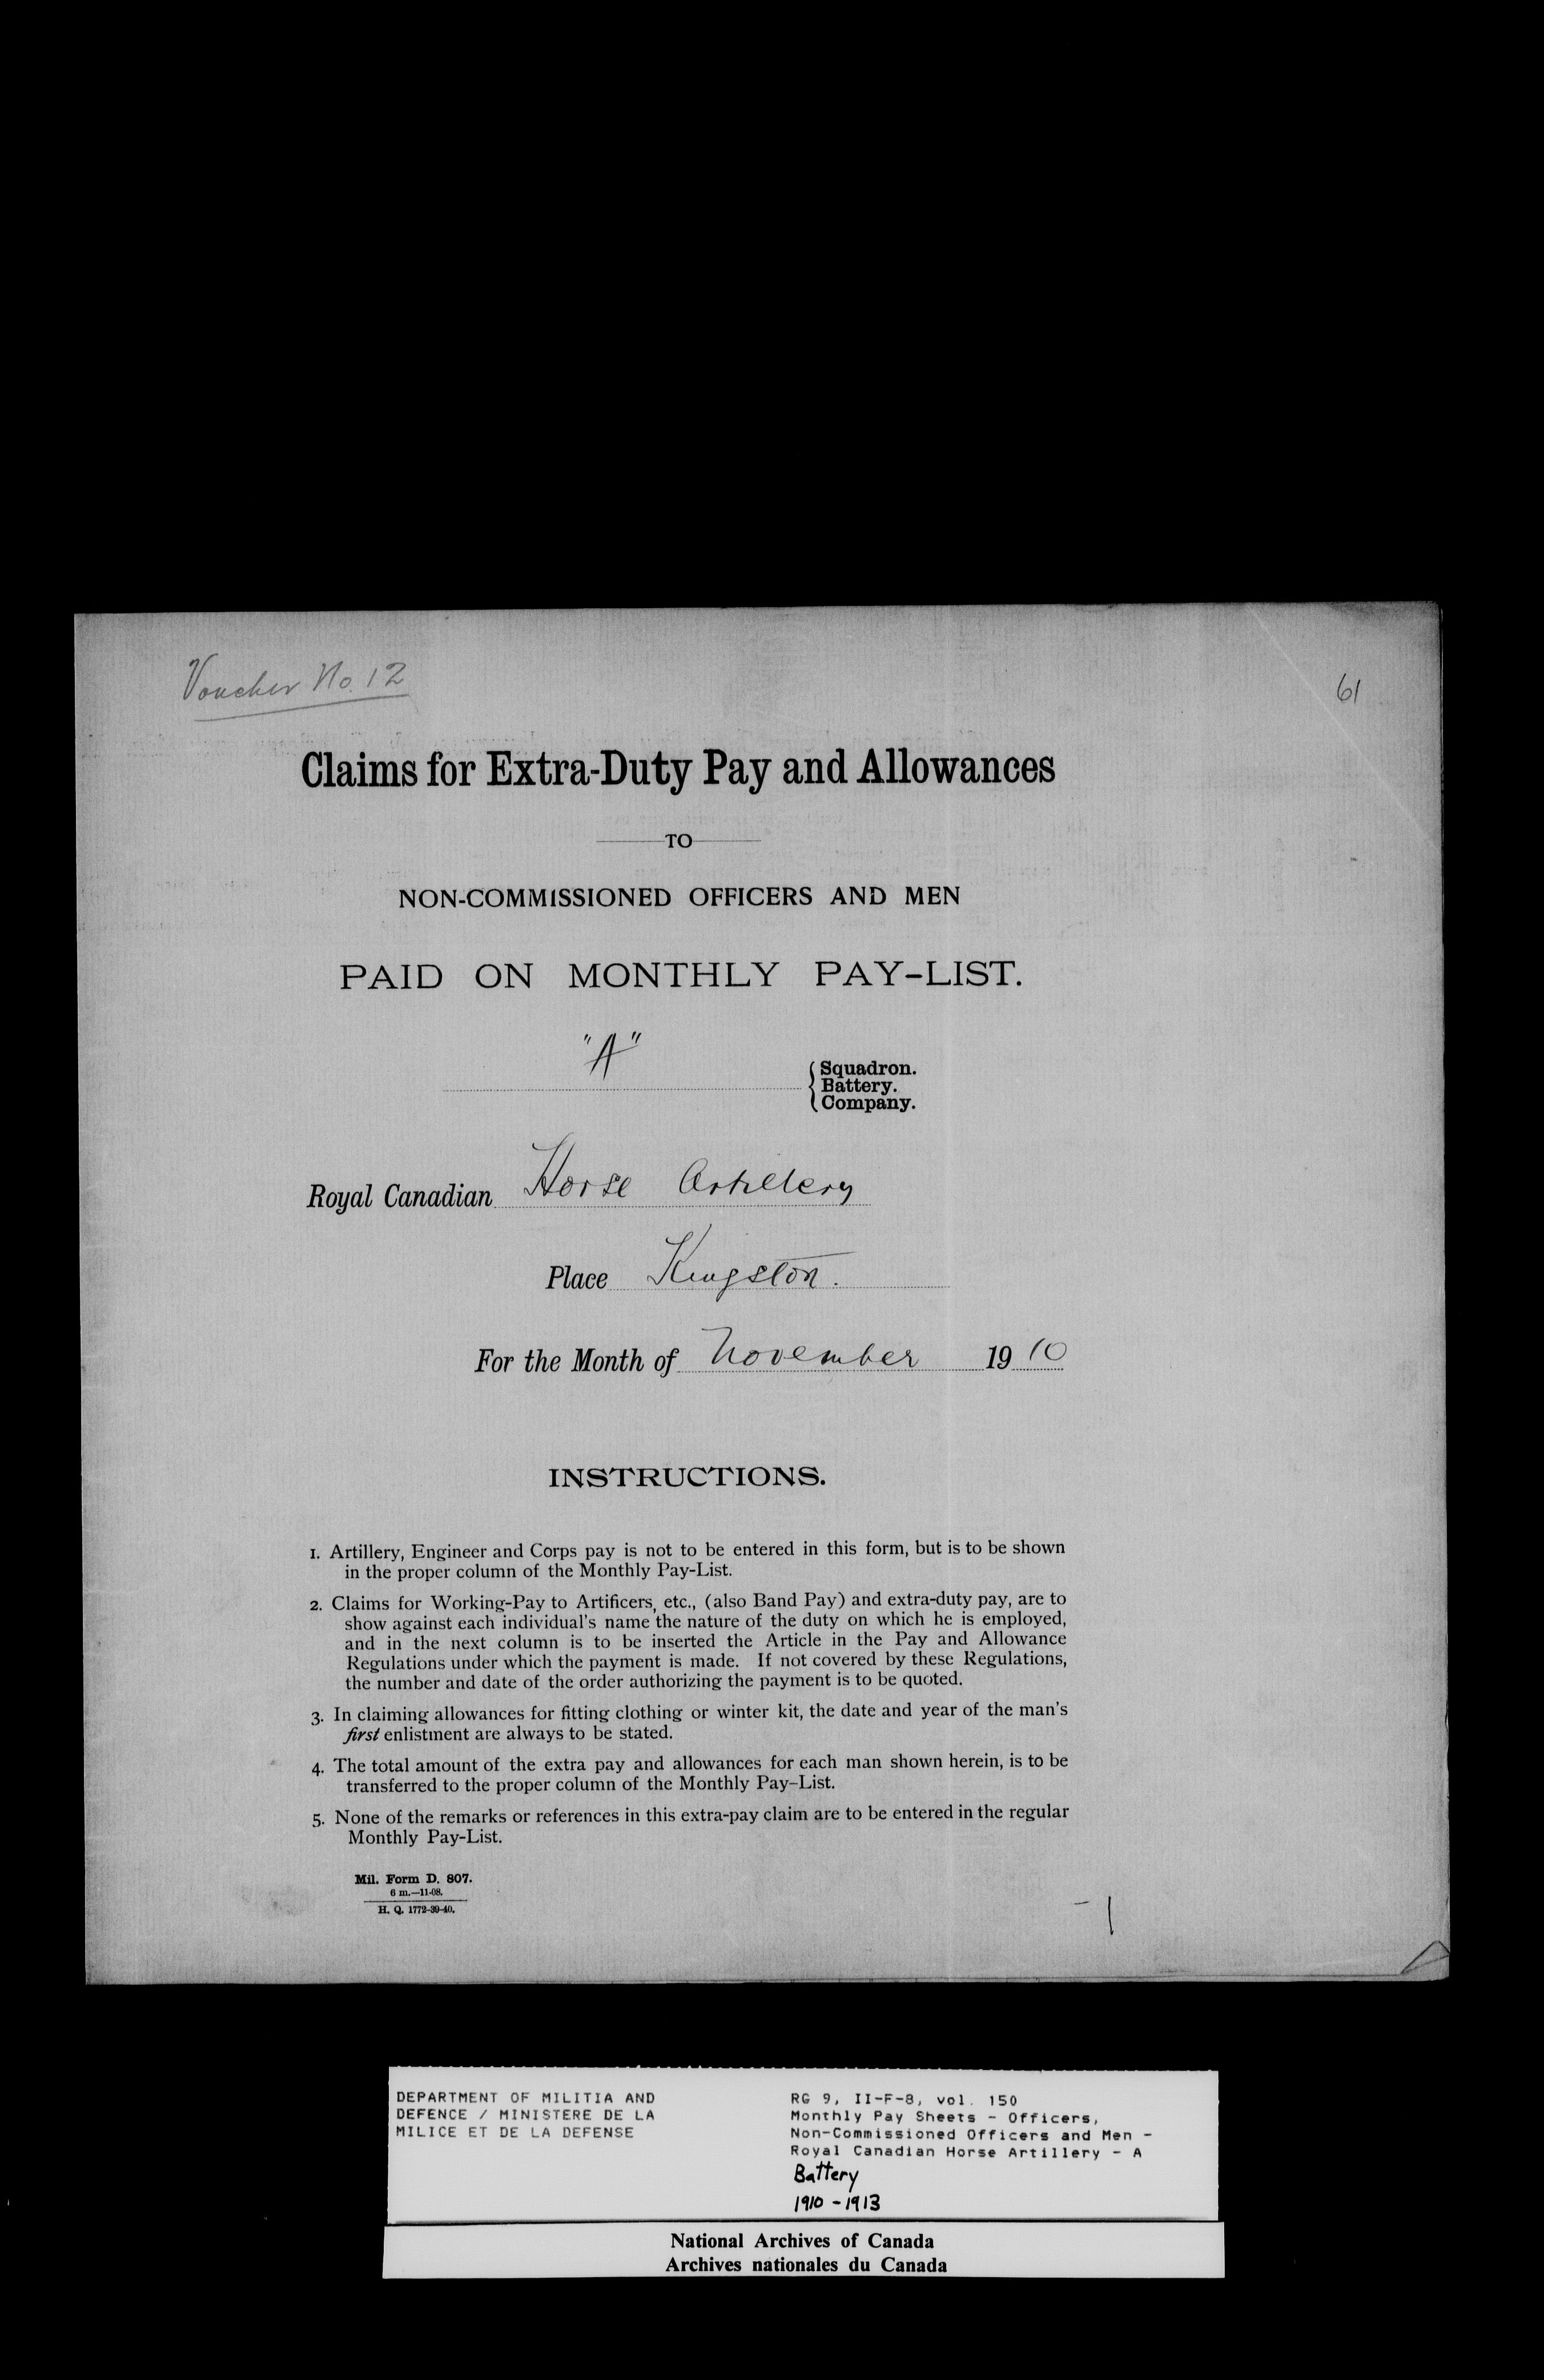 Voucher No. 12
61
Claims for Extra-Duty Pay and Allowances
TO
NON-COMMISSIONED OFFICERS AND MEN
PAID ON MONTHLY PAY-LIST.
"A"
Squadron.
Battery.
Company.
Royal Canadian Horse Artillery
Place Kingston.
For the Month of November 1910
INSTRUCTIONS.
1. Artillery, Engineer and Corps pay is not to be entered in this form, but is to be shown
in the proper column of the Monthly Pay-List.
2. Claims for Working-Pay to Artificers, etc., (also Band Pay) and extra-duty pay, are to
show against each individual's name the nature of the duty on which he is employed,
and in the next column is to be inserted the Article in the Pay and Allowance
Regulations under which the payment is made. If not covered by these Regulations,
the number and date of the order authorizing the payment is to be quoted.
3. In claiming allowances for fitting clothing or winter kit, the date and year of the man's
first enlistment are always to be stated.
4. The total amount of the extra pay and allowances for each man shown herein, is to be
transferred to the proper column of the Monthly Pay-List.
5. None of the remarks or references in this extra-pay claim are to be entered in the regular
Monthly Pay-List.
Mil. Form D. 807.
6 m.—11-08.
H. Q. 1772-39-40.
DEPARTMENT OF MILITIA AND
DEFENCE / MINISTERE DE LA
MILICE ET DE LA DEFENSE
RG 9, II-F-8, vol. 150
Monthly Pay Sheets - Officers,
Non-Commissioned Officers and Men -
Royal Canadian Horse Artillery - A
Battery
1910 - 1913
National Archives of Canada
Archives nationales du Canada